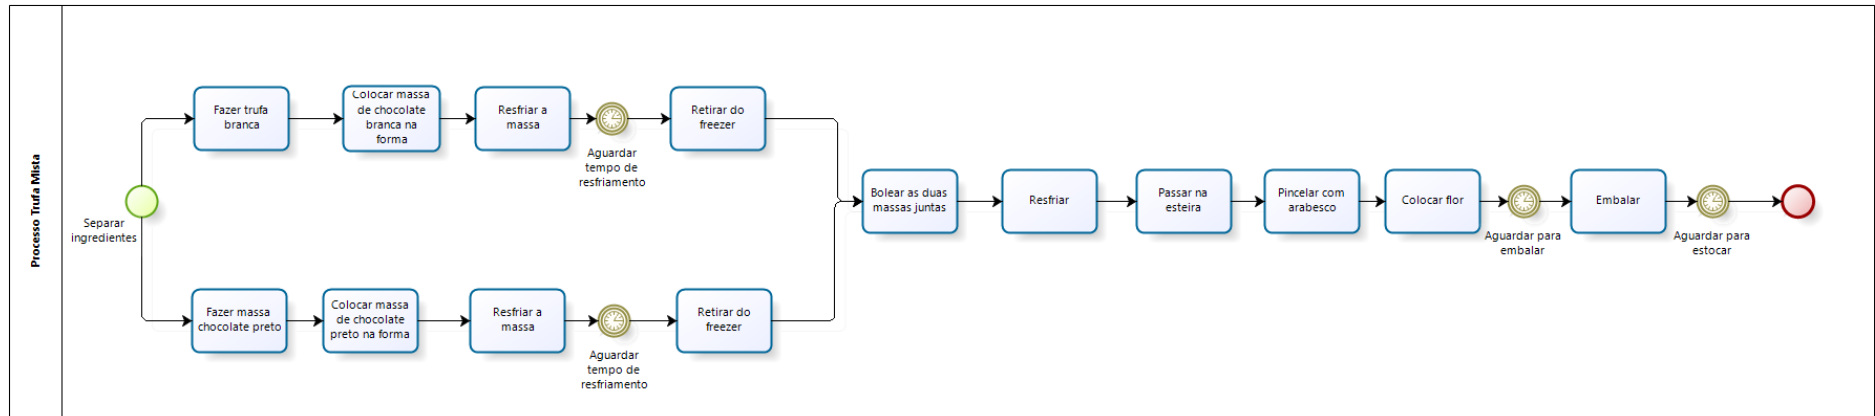 Processo Trufa Mista
Separar
ingredientes
Fazer trufa
branca
Colocar massa
de chocolate
branca na
forma
Resfriar a
massa
Aguardar
tempo de
resfriamento
Retirar do
freezer
Fazer massa
chocolate preto
Colocar massa
de chocolate
preto na forma
Resfriar a
massa
Aguardar
tempo de
resfriamento
Retirar do
freezer
Bolear as duas
massas juntas
Resfriar
Passar na
esteira
Pincelar com
arabesco
Colocar flor
Aguardar para
embalar
Embalar
Aguardar para
estocar